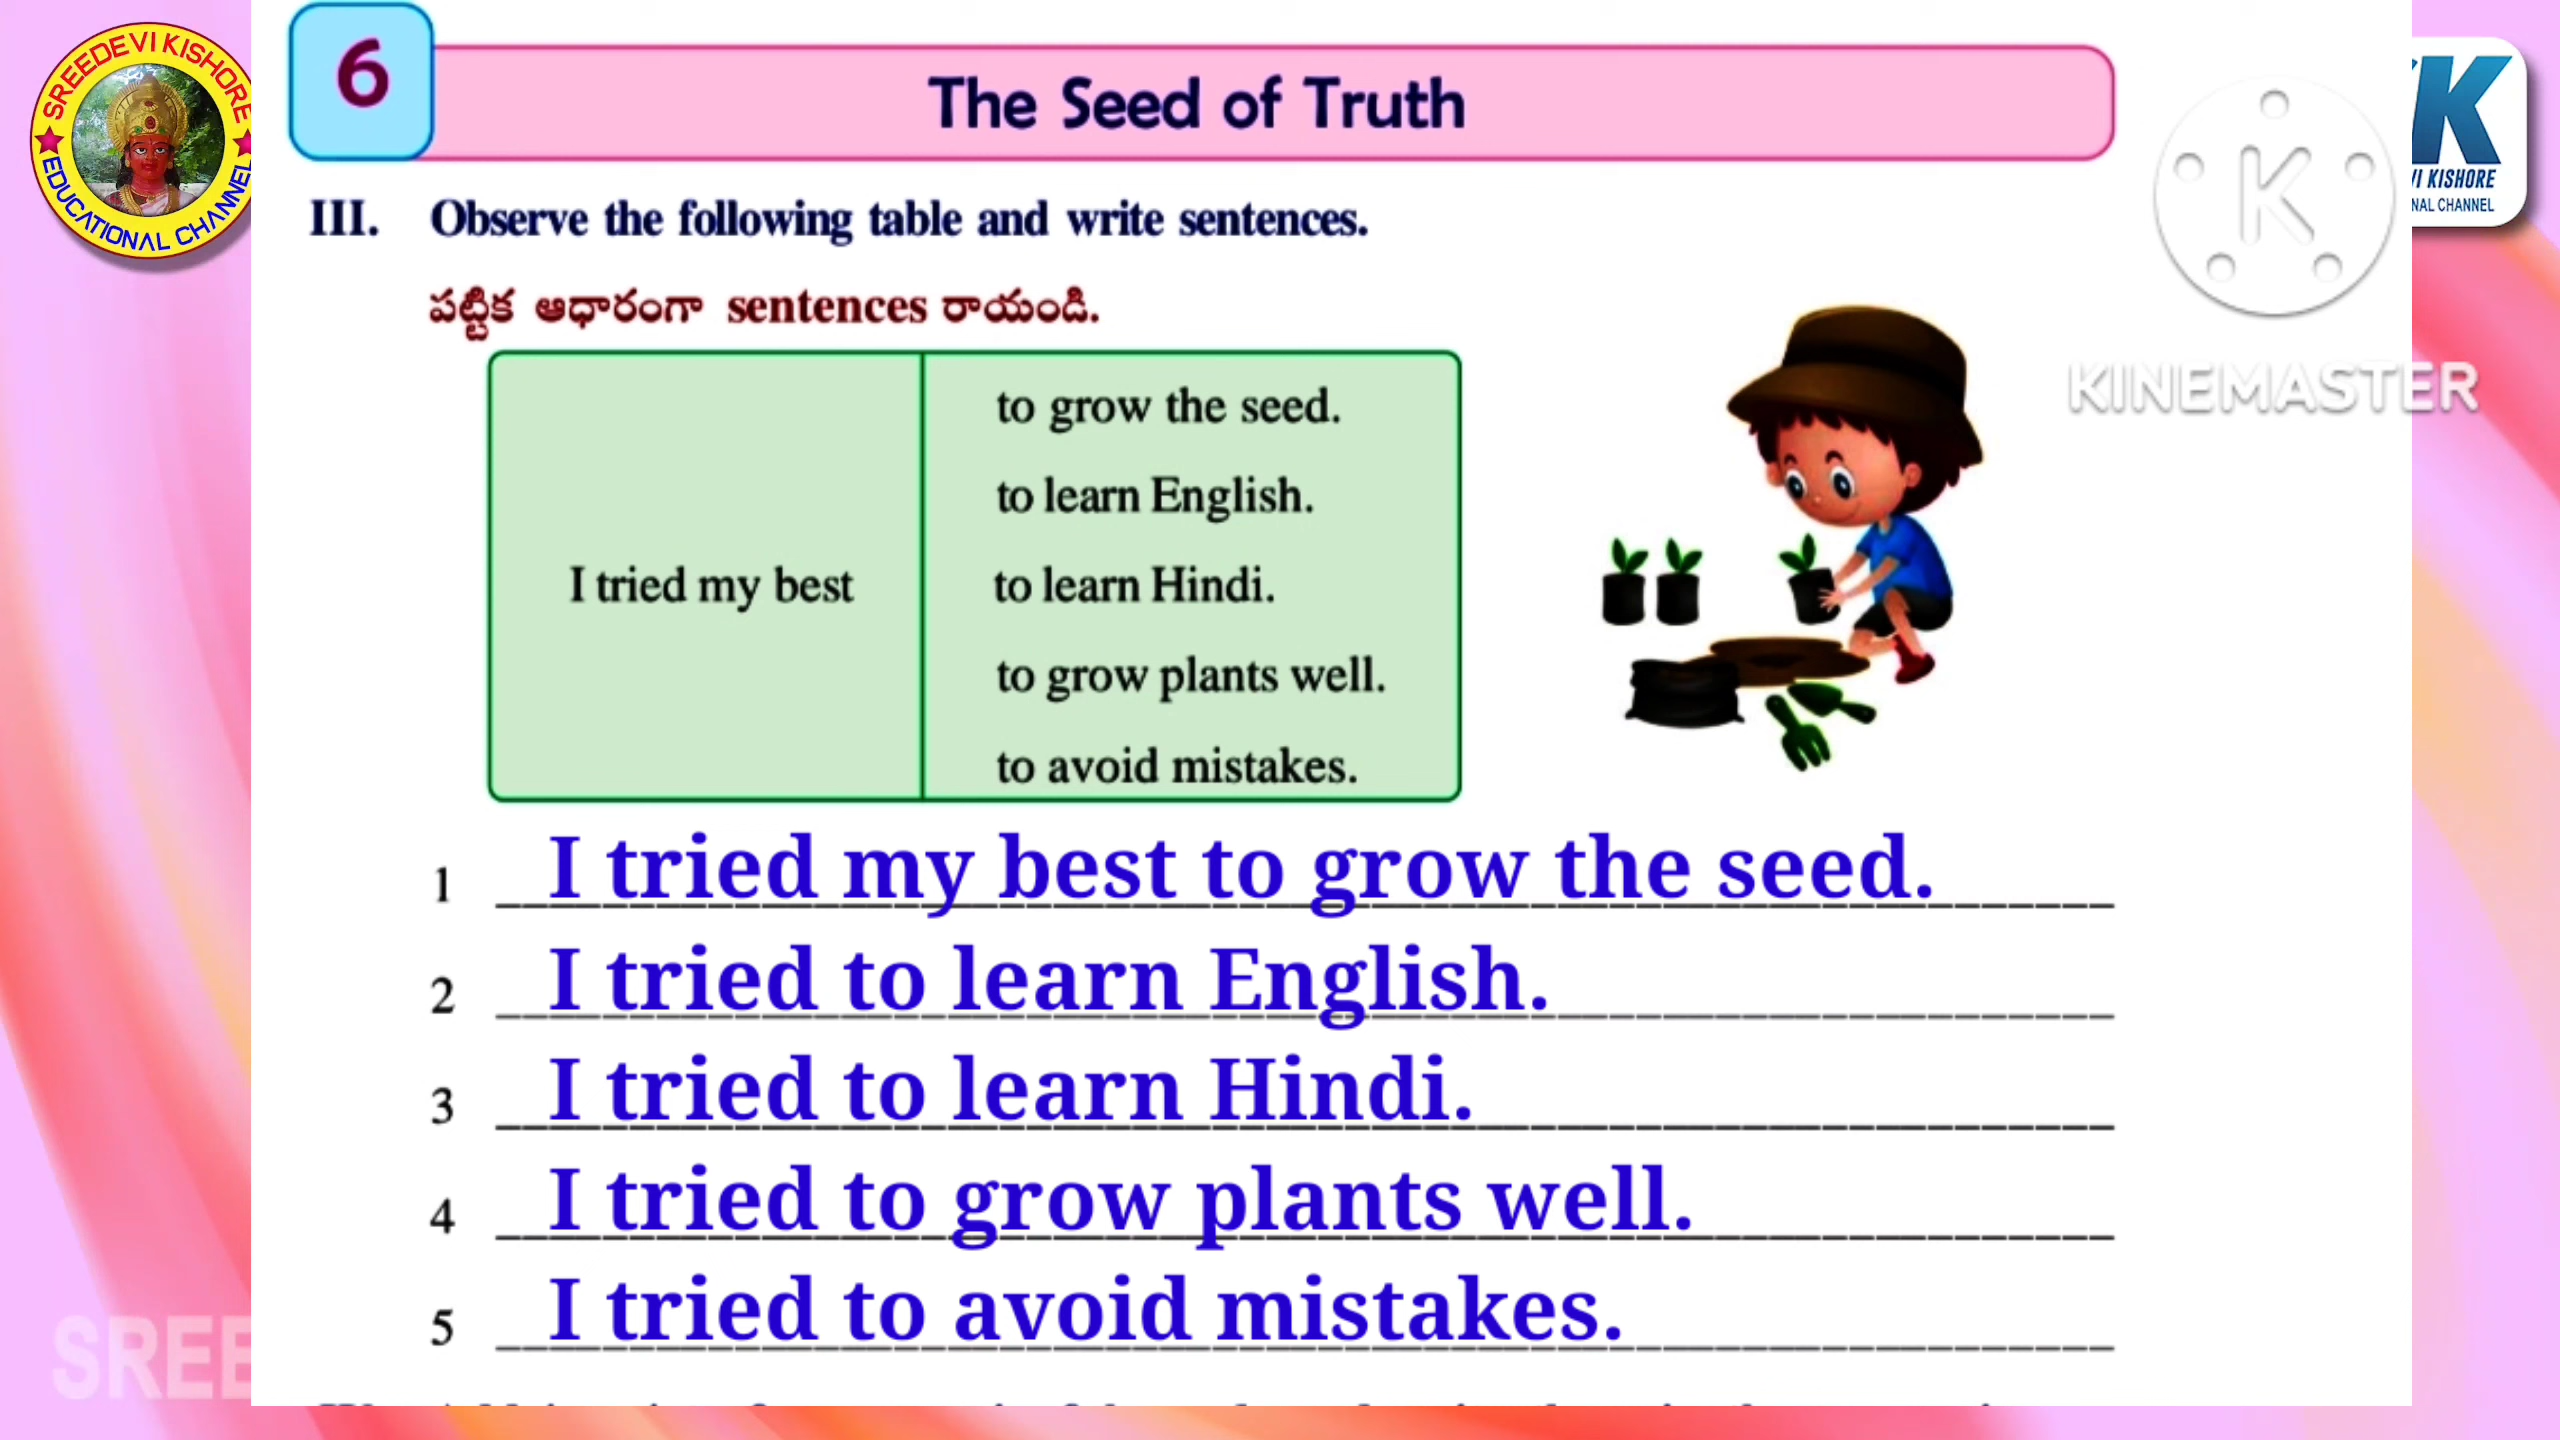 SREEDEVI KISHORE
EDUCATIONAL CHANNEL
6
The Seed of Truth
K
VI KISHORE
NAL CHANNEL
K
KINEMASTER
III. Observe the following table and write sentences.
పట్టిక ఆధారంగా sentences రాయండి.
to grow the seed.
to learn English.
I tried my best
to learn Hindi.
to grow plants well.
to avoid mistakes.
1 I tried my best to grow the seed.
2 I tried to learn English.
3 I tried to learn Hindi.
4 I tried to grow plants well.
5 I tried to avoid mistakes.
SREE